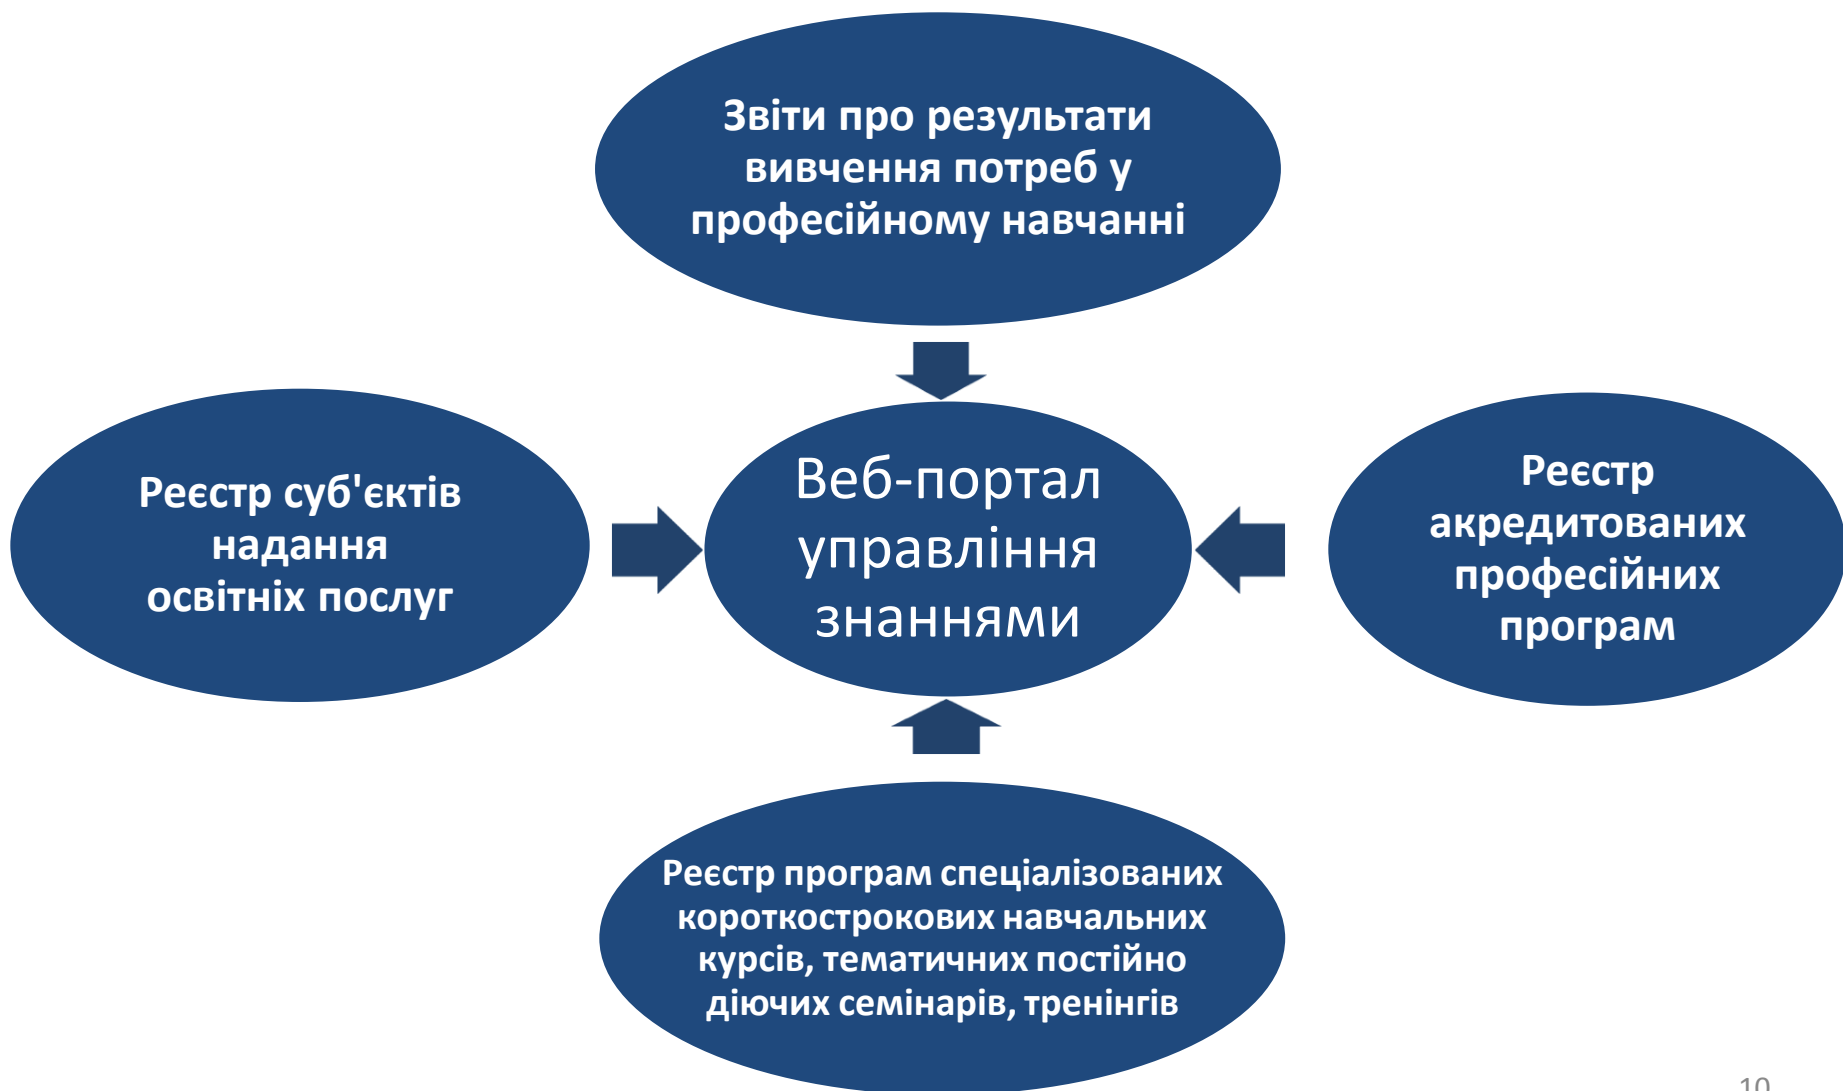 Звіти про результати
вивчення потреб у
професійному навчанні
Реєстр суб'єктів
надання
освітніх послуг
Веб-портал
управління
знаннями
Реєстр
акредитованих
професійних
програм
Реєстр програм спеціалізованих
короткострокових навчальних
курсів, тематичних постійно
діючих семінарів, тренінгів
10